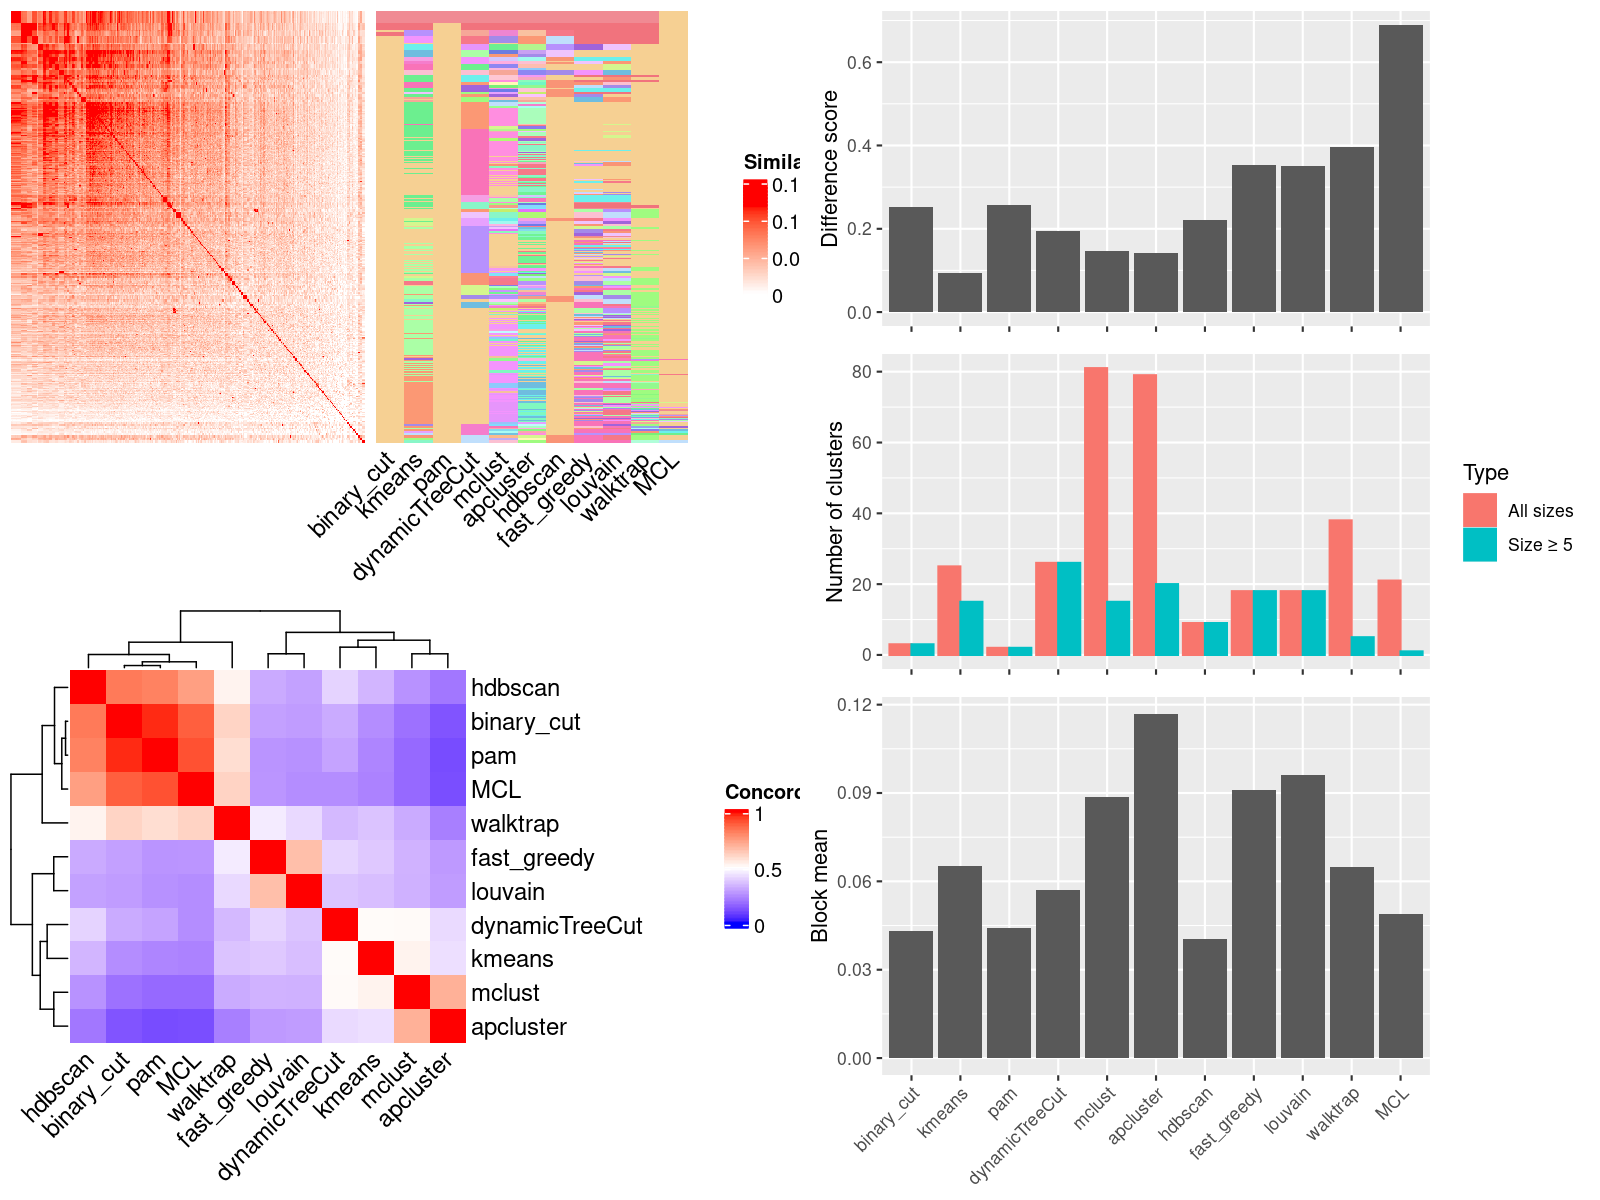 Simila
0.1
0.1
0.0
0
binary_cut
kmeans
pam
dynamicTreeCut
mclust
apcluster
hdbscan
fast_greedy
louvain
walktrap
MCL
hdbscan
binary_cut
pam
MCL
walktrap
fast_greedy
louvain
dynamicTreeCut
kmeans
mclust
apcluster
hdbscan
binary_cut
pam
MCL
walktrap
fast_greedy
louvain
dynamicTreeCut
kmeans
mclust
apcluster
Concord
1
0.5
0
Difference score
0.6
0.4
0.2
0.0
Number of clusters
80
60
40
20
0
Type
All sizes
Size ≥ 5
Block mean
0.12
0.09
0.06
0.03
0.00
binary_cut
kmeans
pam
dynamicTreeCut
mclust
apcluster
hdbscan
fast_greedy
louvain
walktrap
MCL